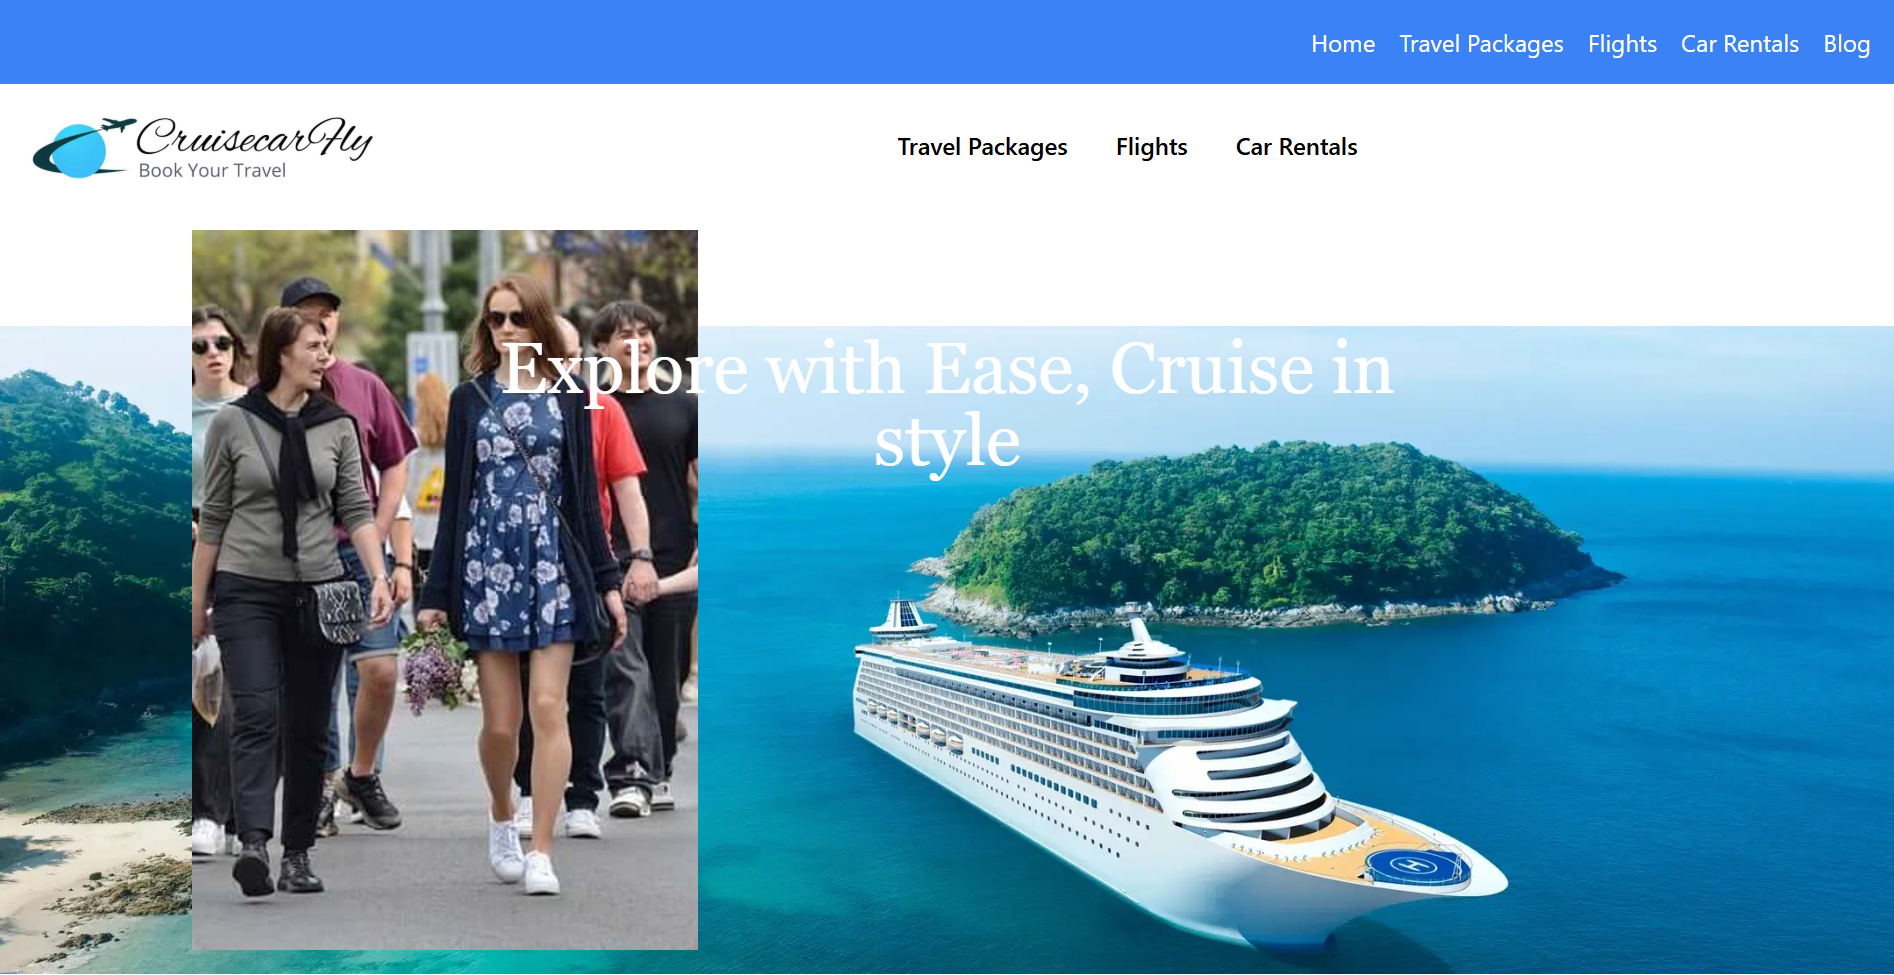 Home Travel Packages Flights Car Rentals Blog
CruisecarFly
Book Your Travel
Travel Packages Flights Car Rentals
Explore with Ease, Cruise in
style
H